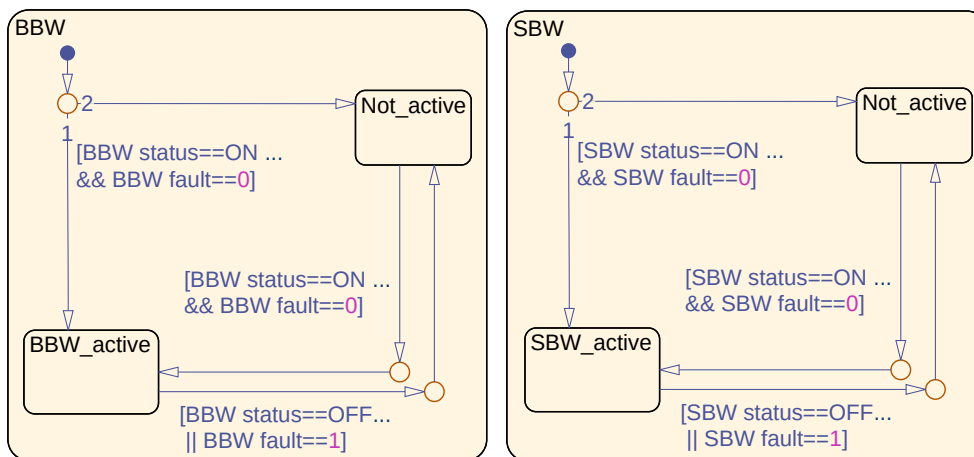 BBW
2
Not_active
1
[BBW status==ON ...
&& BBW fault==0]
[BBW status==ON ...
&& BBW fault==0]
BBW_active
[BBW status==OFF...
|| BBW fault==1]
SBW
2
Not_active
1
[SBW status==ON ...
&& SBW fault==0]
[SBW status==ON ...
&& SBW fault==0]
SBW_active
[SBW status==OFF...
|| SBW fault==1]